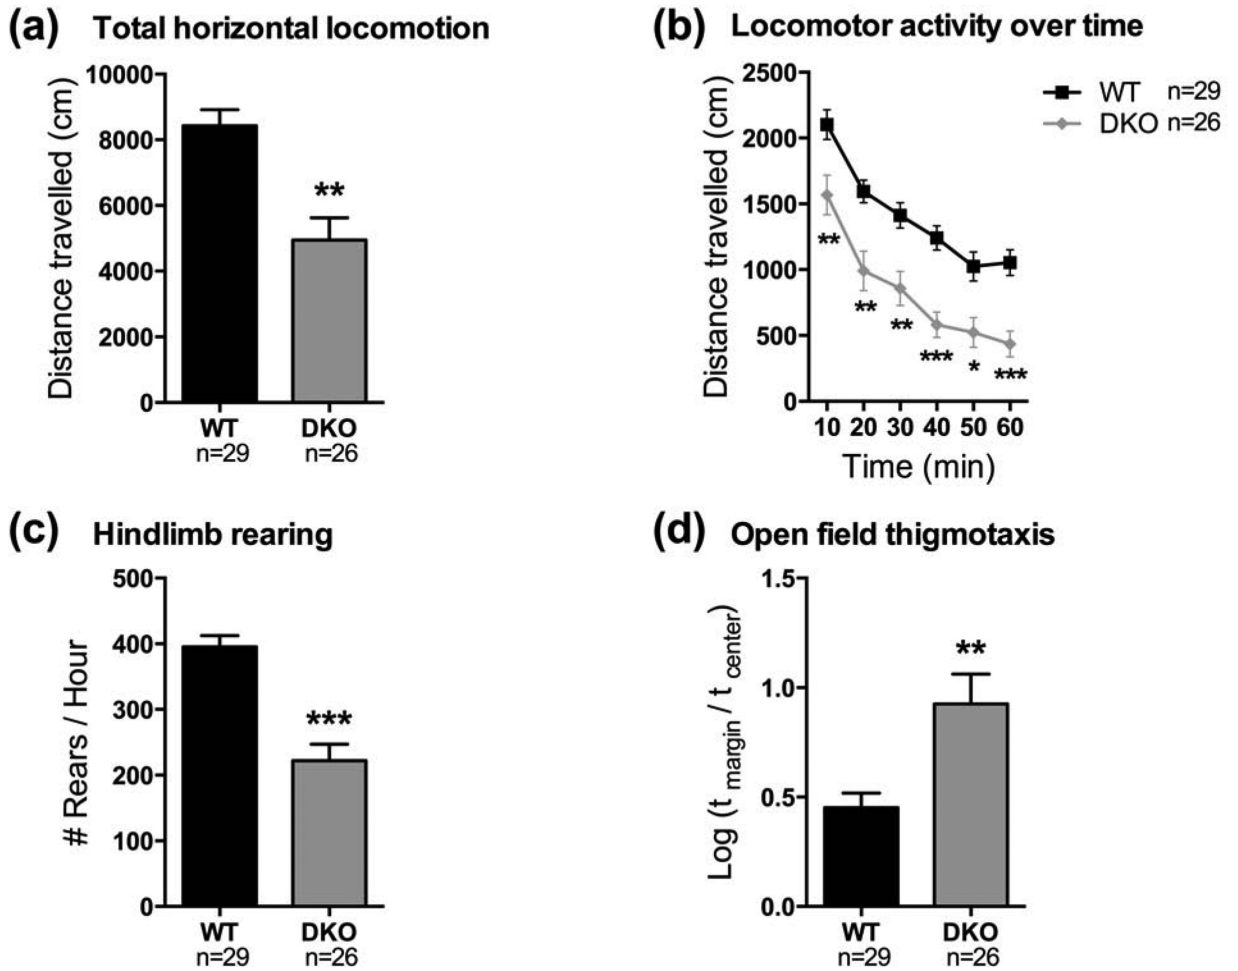 (a) Total horizontal locomotion
Distance travelled (cm)
10000
8000
6000
4000
2000
0
**
WT
n=29
DKO
n=26
(b) Locomotor activity over time
Distance travelled (cm)
2500
2000
1500
1000
500
0
WT n=29
DKO n=26
**
**
**
***
*
***
10 20 30 40 50 60
Time (min)
(c) Hindlimb rearing
# Rears / Hour
500
400
300
200
100
0
***
WT
n=29
DKO
n=26
(d) Open field thigmotaxis
Log (t margin / t center)
1.5
1.0
0.5
0.0
**
WT
n=29
DKO
n=26